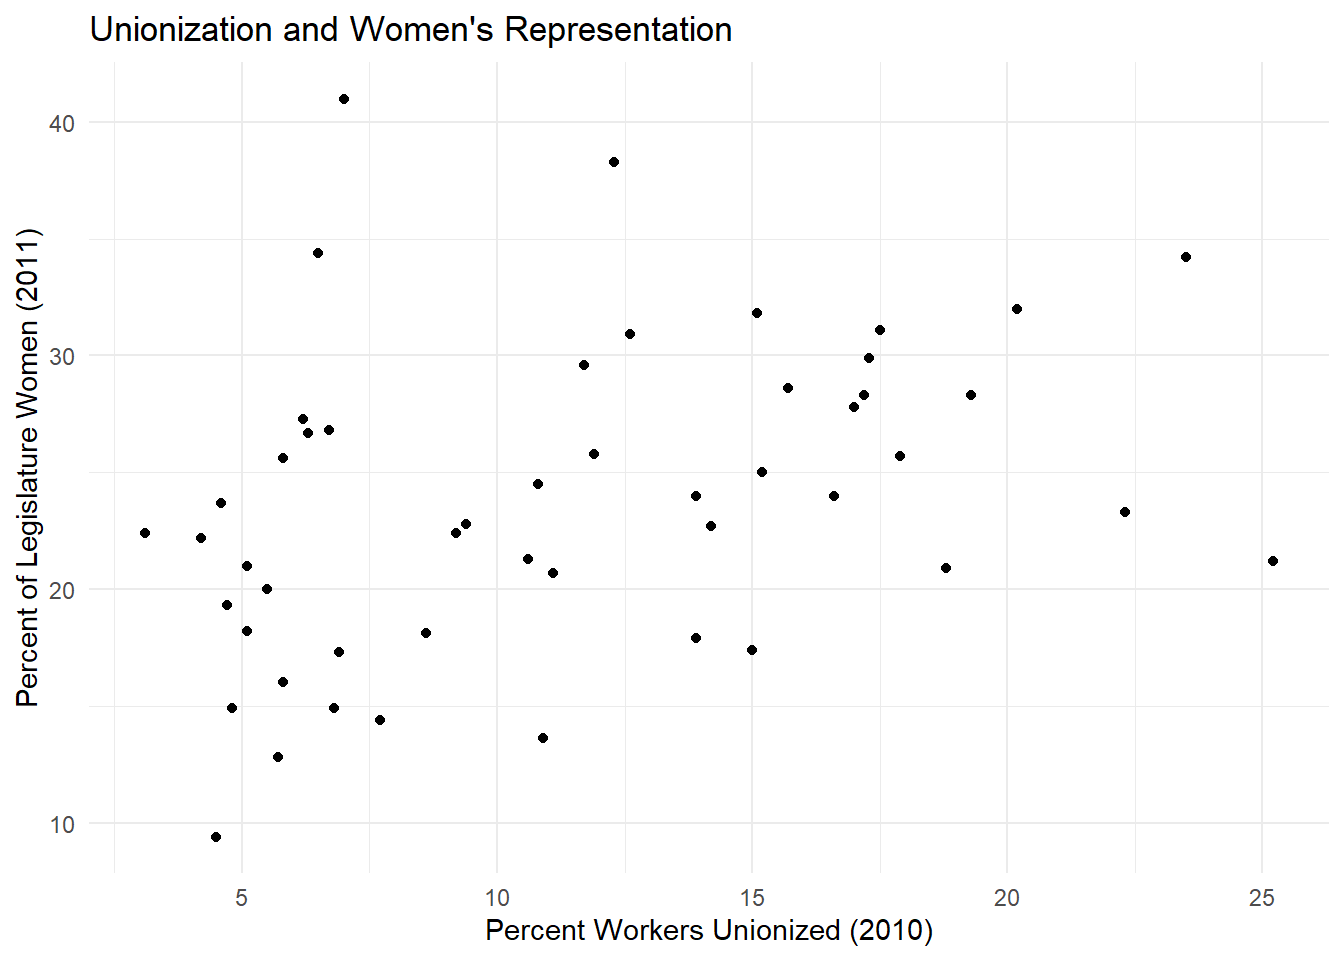 Unionization and Women's Representation
Percent of Legislature Women (2011)
40
30
20
10
5 10 15 20 25
Percent Workers Unionized (2010)